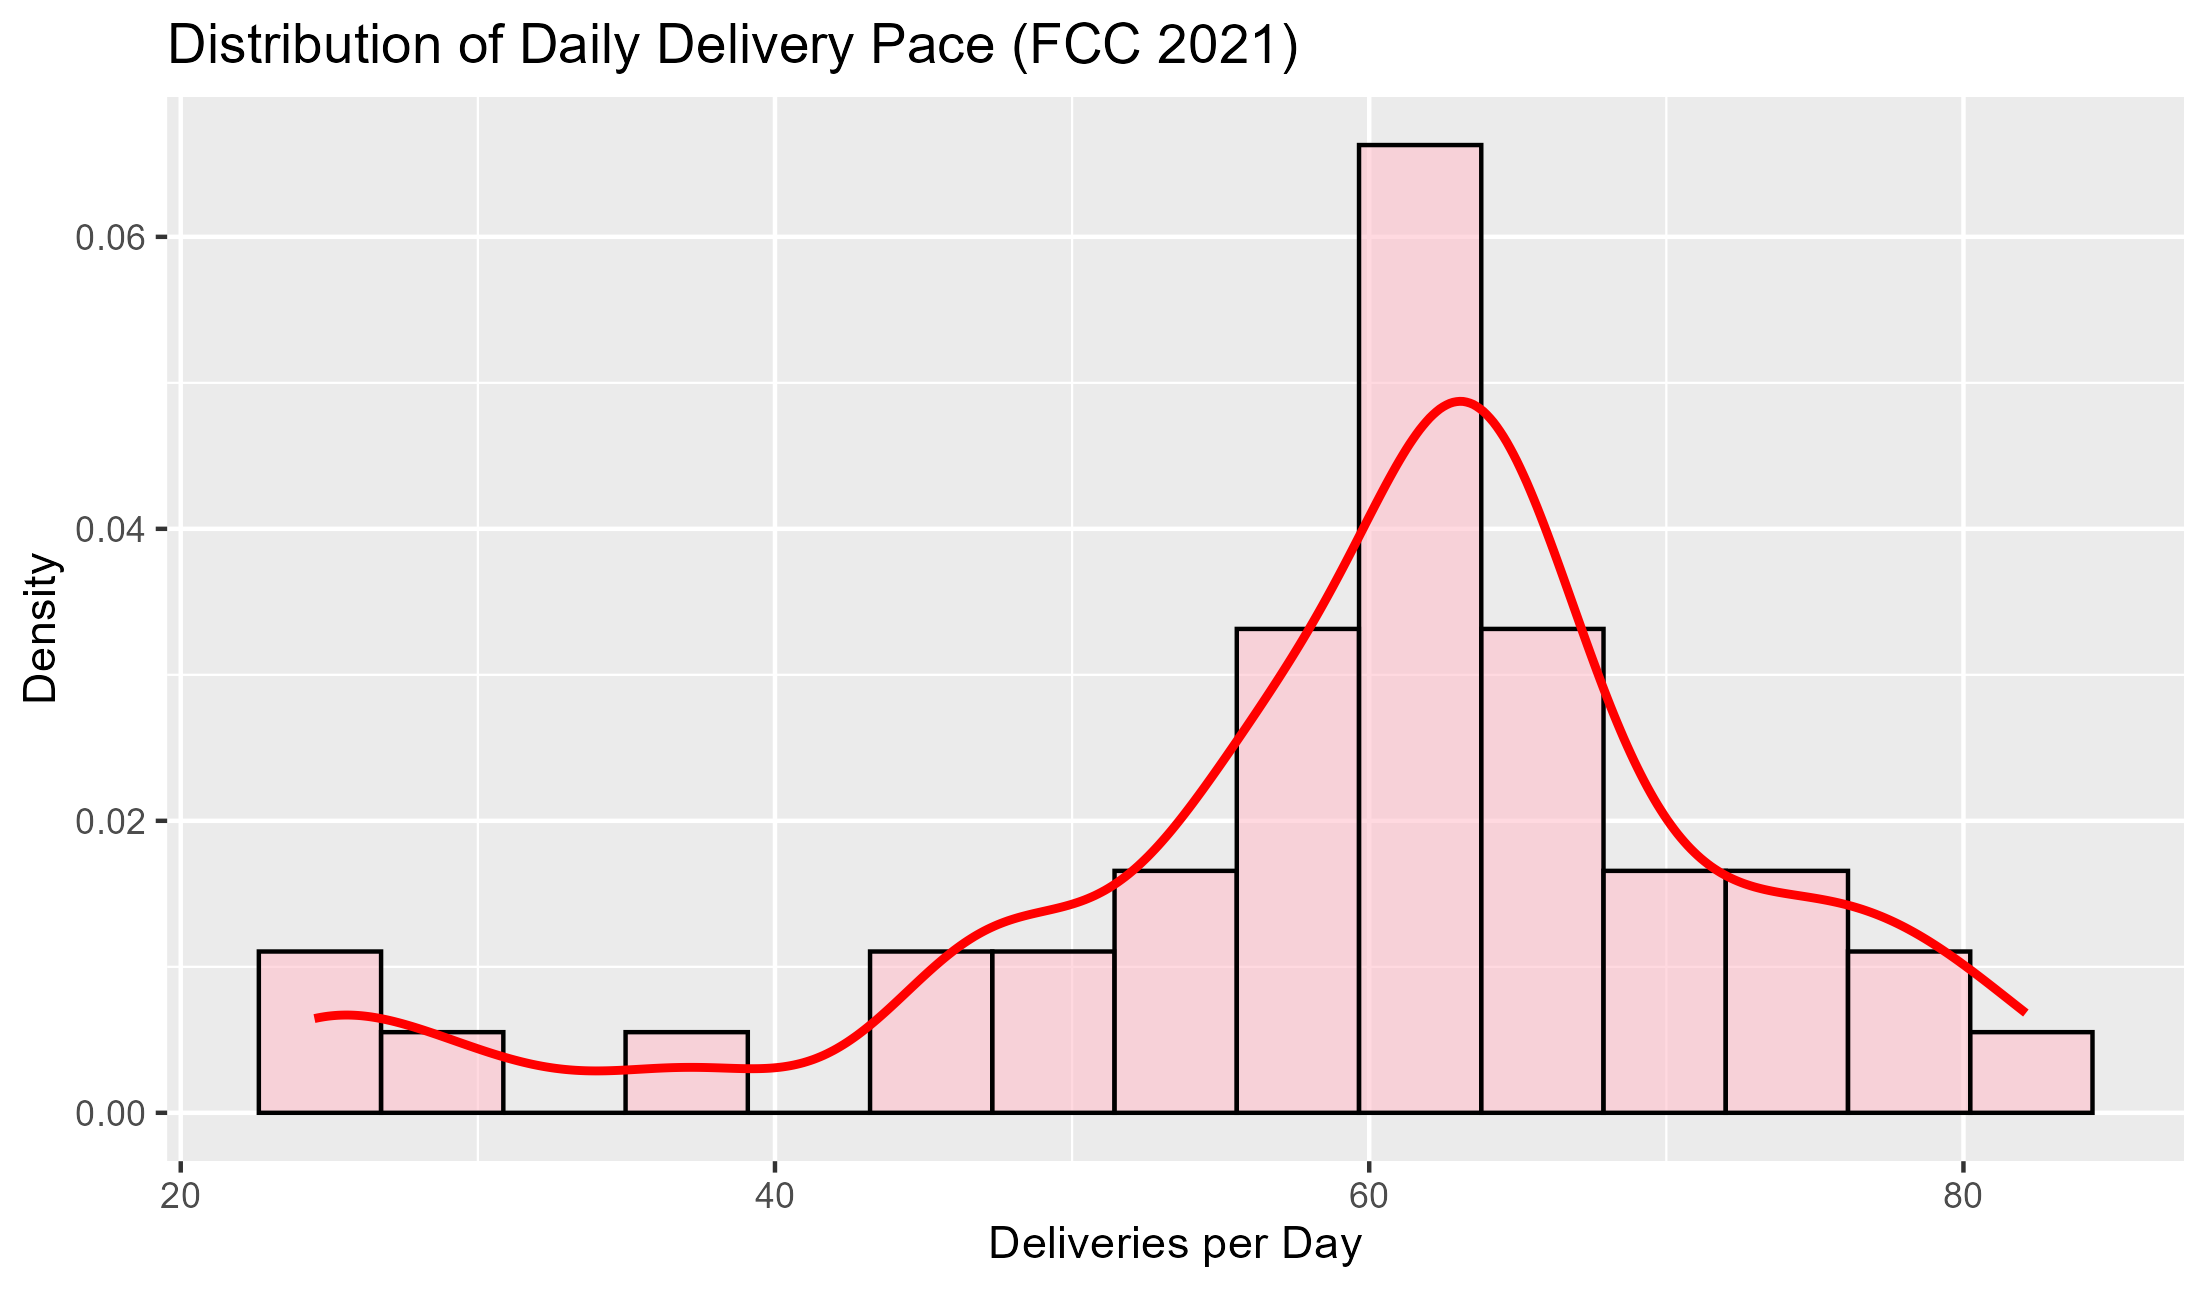 Distribution of Daily Delivery Pace (FCC 2021)
Density
0.06
0.04
0.02
0.00
20 40 60 80
Deliveries per Day